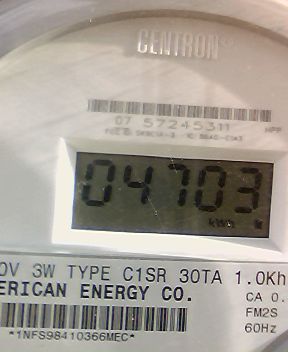 CENTRON
07 57245311 HPP
04703
kWh
0V 3W TYPE C1SR 30TA 1.0Kh
ERICAN ENERGY CO. CA 0.
FM2S
*1NFS98410366MEC* 60Hz